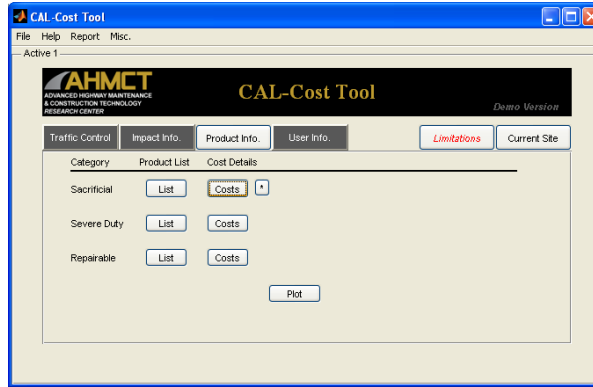 CAL-Cost Tool
File Help Report Misc.
Active 1
AHMCT
ADVANCED HIGHWAY MAINTENANCE
& CONSTRUCTION TECHNOLOGY
RESEARCH CENTER
CAL-Cost Tool
Demo Version
Traffic Control Impact Info. Product Info. User Info. Limitations Current Site
Category Product List Cost Details
Sacrificial List Costs *
Severe Duty List Costs
Repairable List Costs
Plot